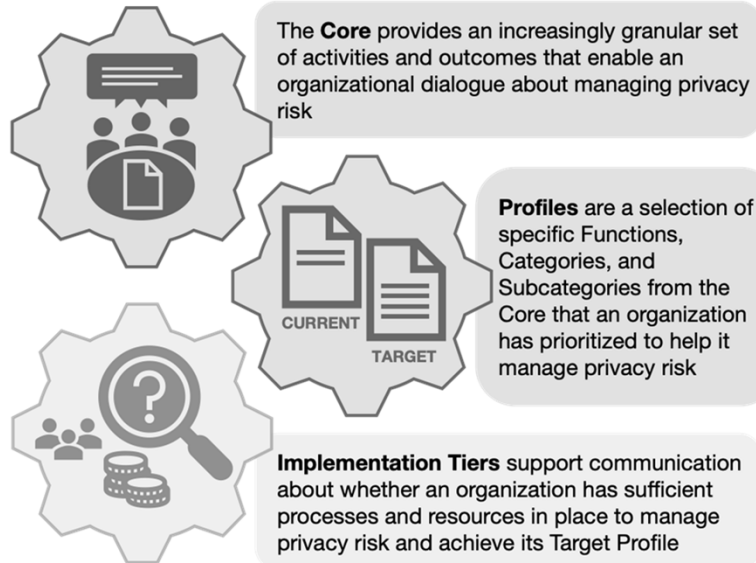 The Core provides an increasingly granular set
of activities and outcomes that enable an
organizational dialogue about managing privacy
risk
Profiles are a selection of
specific Functions,
Categories, and
Subcategories from the
Core that an organization
has prioritized to help it
manage privacy risk
CURRENT
TARGET
?
Implementation Tiers support communication
about whether an organization has sufficient
processes and resources in place to manage
privacy risk and achieve its Target Profile